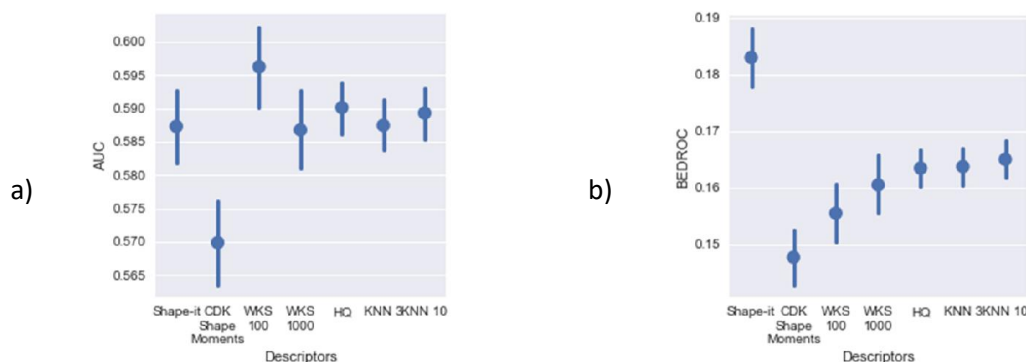 a)
AUC
0.600
0.595
0.590
0.585
0.580
0.575
0.570
0.565
Shape-it CDK Shape Moments WKS 100 WKS 1000 HQ KNN 3 KNN 10
Descriptors
b)
BEDROC
0.19
0.18
0.17
0.16
0.15
Shape-it CDK Shape Moments WKS 100 WKS 1000 HQ KNN 3 KNN 10
Descriptors